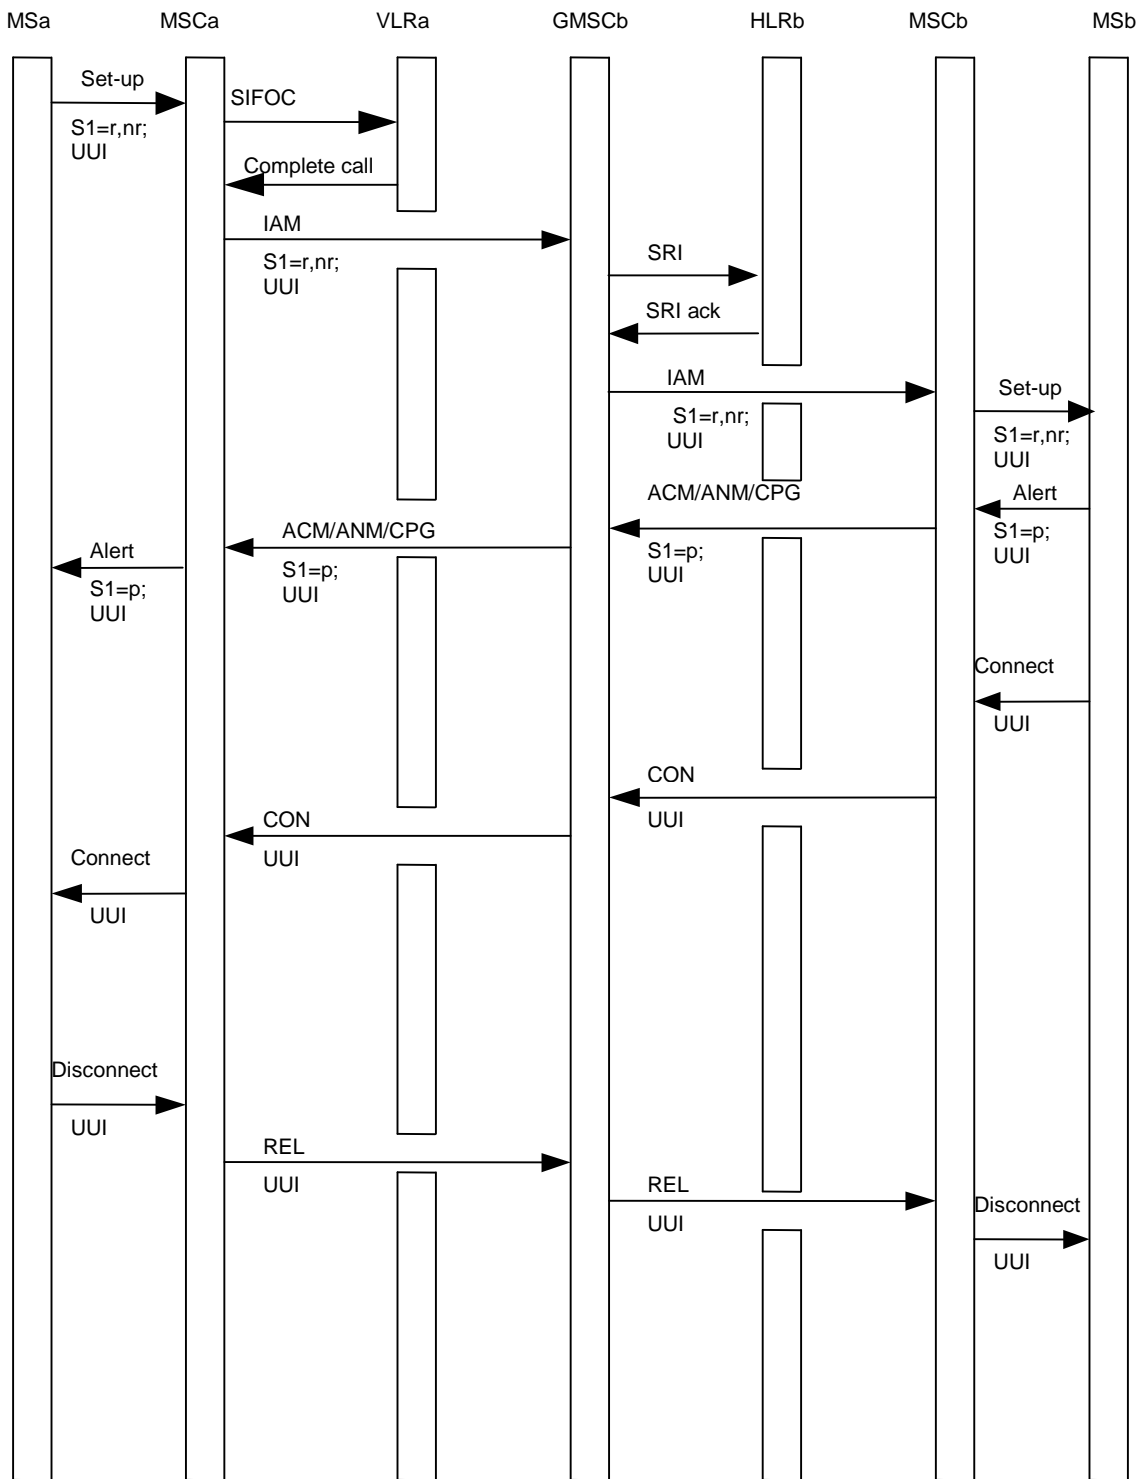 MSa MSCa VLRa GMSCb HLRb MSCb MSb
Set-up
S1=r,nr;
UUI
SIFOC
Complete call
IAM
S1=r,nr;
UUI
SRI
SRI ack
IAM
S1=r,nr;
UUI
Set-up
S1=r,nr;
UUI
Alert
S1=p;
UUI
ACM/ANM/CPG
S1=p;
UUI
ACM/ANM/CPG
S1=p;
UUI
Alert
S1=p;
UUI
Connect
UUI
CON
UUI
CON
UUI
Connect
UUI
Disconnect
UUI
REL
UUI
REL
UUI
Disconnect
UUI